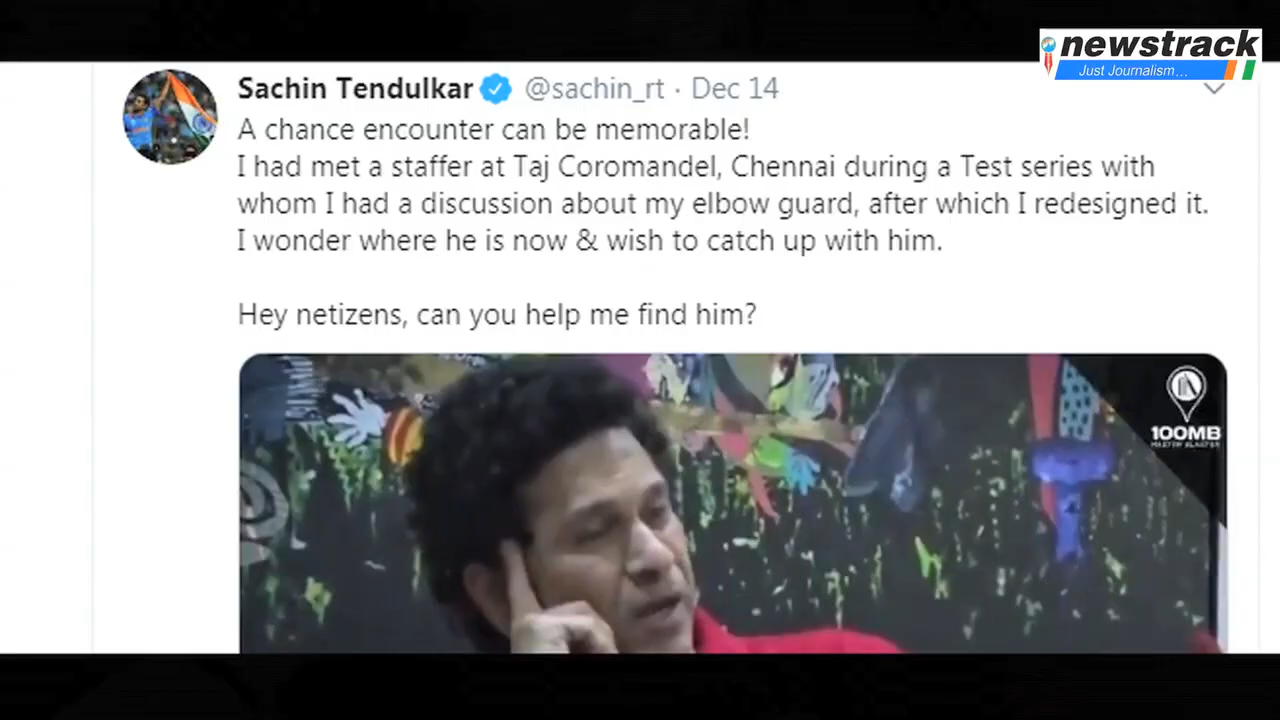 newstrack
Just Journalism...
Sachin Tendulkar @sachin_rt · Dec 14
A chance encounter can be memorable!
I had met a staffer at Taj Coromandel, Chennai during a Test series with
whom I had a discussion about my elbow guard, after which I redesigned it.
I wonder where he is now & wish to catch up with him.
Hey netizens, can you help me find him?
100MB
MASTER BLASTER